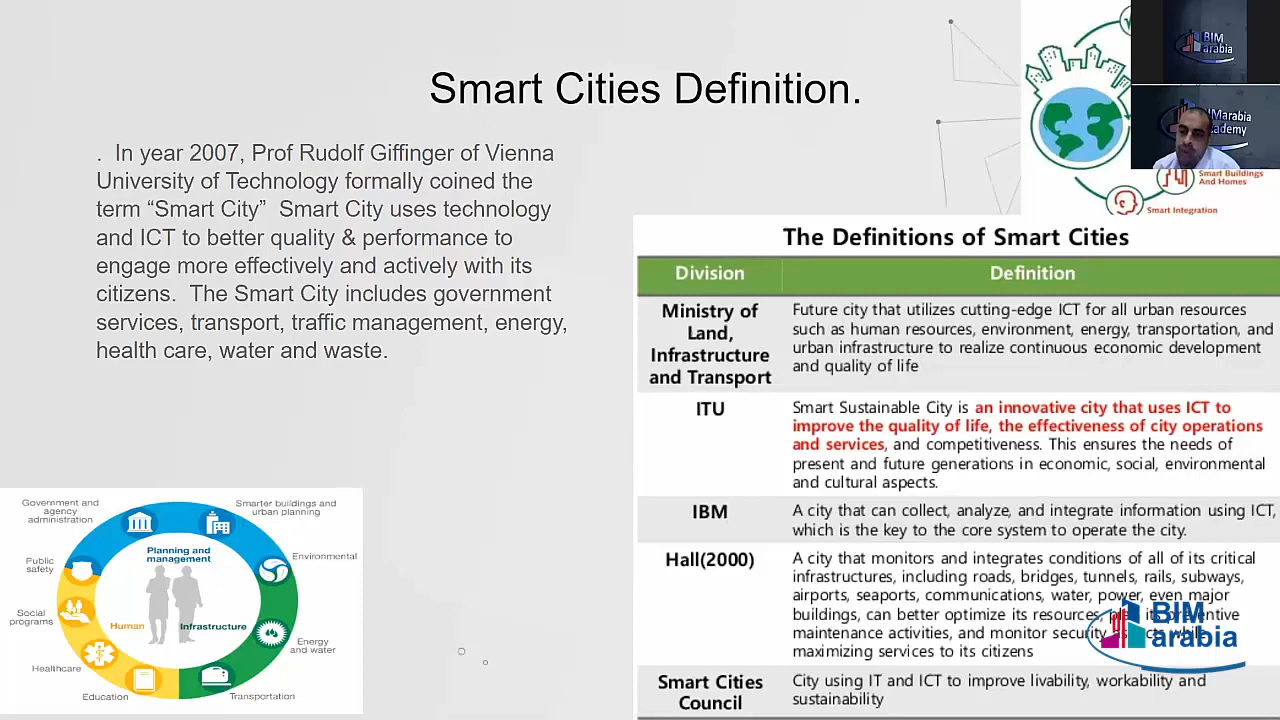 Smart Cities Definition.
. In year 2007, Prof Rudolf Giffinger of Vienna
University of Technology formally coined the
term “Smart City” Smart City uses technology
and ICT to better quality & performance to
engage more effectively and actively with its
citizens. The Smart City includes government
services, transport, traffic management, energy,
health care, water and waste.
Government and
agency
administration
Smarter buildings and
urban planning
Public
safety
Planning and
management
Environmental
Social
programs
Human
Infrastructure
Energy
and water
Healthcare
Education
Transportation
BIM
arabia
BIMarabia
Academy
Smart Buildings
And Homes
Smart Integration
The Definitions of Smart Cities
Division Definition
Ministry of
Land,
Infrastructure
and Transport
Future city that utilizes cutting-edge ICT for all urban resources
such as human resources, environment, energy, transportation, and
urban infrastructure to realize continuous economic development
and quality of life
ITU
Smart Sustainable City is an innovative city that uses ICT to
improve the quality of life, the effectiveness of city operations
and services, and competitiveness. This ensures the needs of
present and future generations in economic, social, environmental
and cultural aspects.
IBM
A city that can collect, analyze, and integrate information using ICT,
which is the key to the core system to operate the city.
Hall(2000)
A city that monitors and integrates conditions of all of its critical
infrastructures, including roads, bridges, tunnels, rails, subways,
airports, seaports, communications, water, power, even major
buildings, can better optimize its resources, its
maintenance activities, and monitor security while
maximizing services to its citizens
Smart Cities
Council
City using IT and ICT to improve livability, workability and
sustainability
BIM
arabia